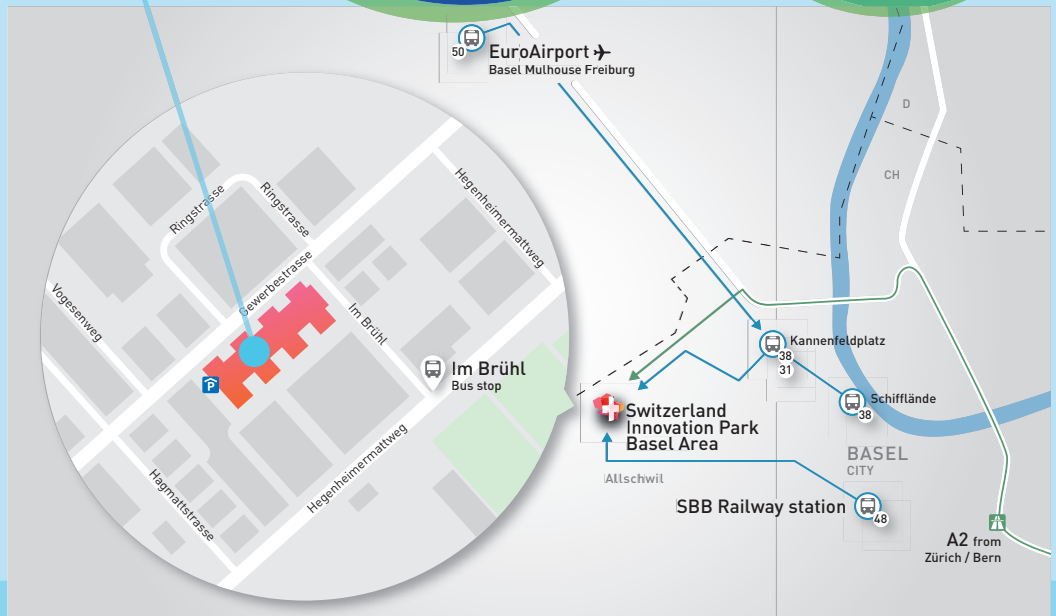 50
EuroAirport
Basel Mulhouse Freiburg
D
CH
Ringstrasse
Ringstrasse
Hegenheimermattweg
Gewerbestrasse
Vogesenweg
Im Brühl
Im Brühl
Bus stop
P
Hagmattstrasse
Hegenheimermattweg
Kannenfeldplatz
38
31
Schifflände
38
Switzerland
Innovation Park
Basel Area
Allschwil
BASEL
CITY
SBB Railway station
48
A2 from
Zürich / Bern